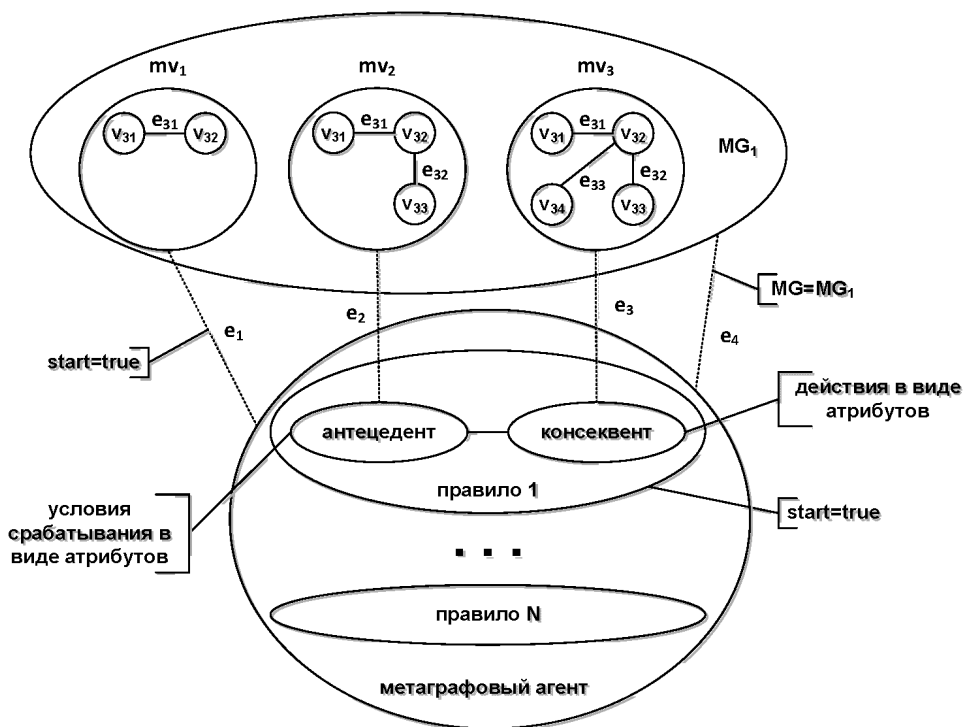 mv₁ mv₂ mv₃
e₃₁ e₃₁ e₃₁
v₃₁ v₃₂ v₃₁ v₃₂ v₃₁ v₃₂
MG₁
e₃₂ e₃₃ e₃₂
v₃₃ v₃₄ v₃₃
MG=MG₁
e₁ e₂ e₃ e₄
start=true
действия в виде
атрибутов
антецедент консеквент
правило 1
условия
срабатывания в
виде атрибутов
start=true
. . .
правило N
метаграфовый агент